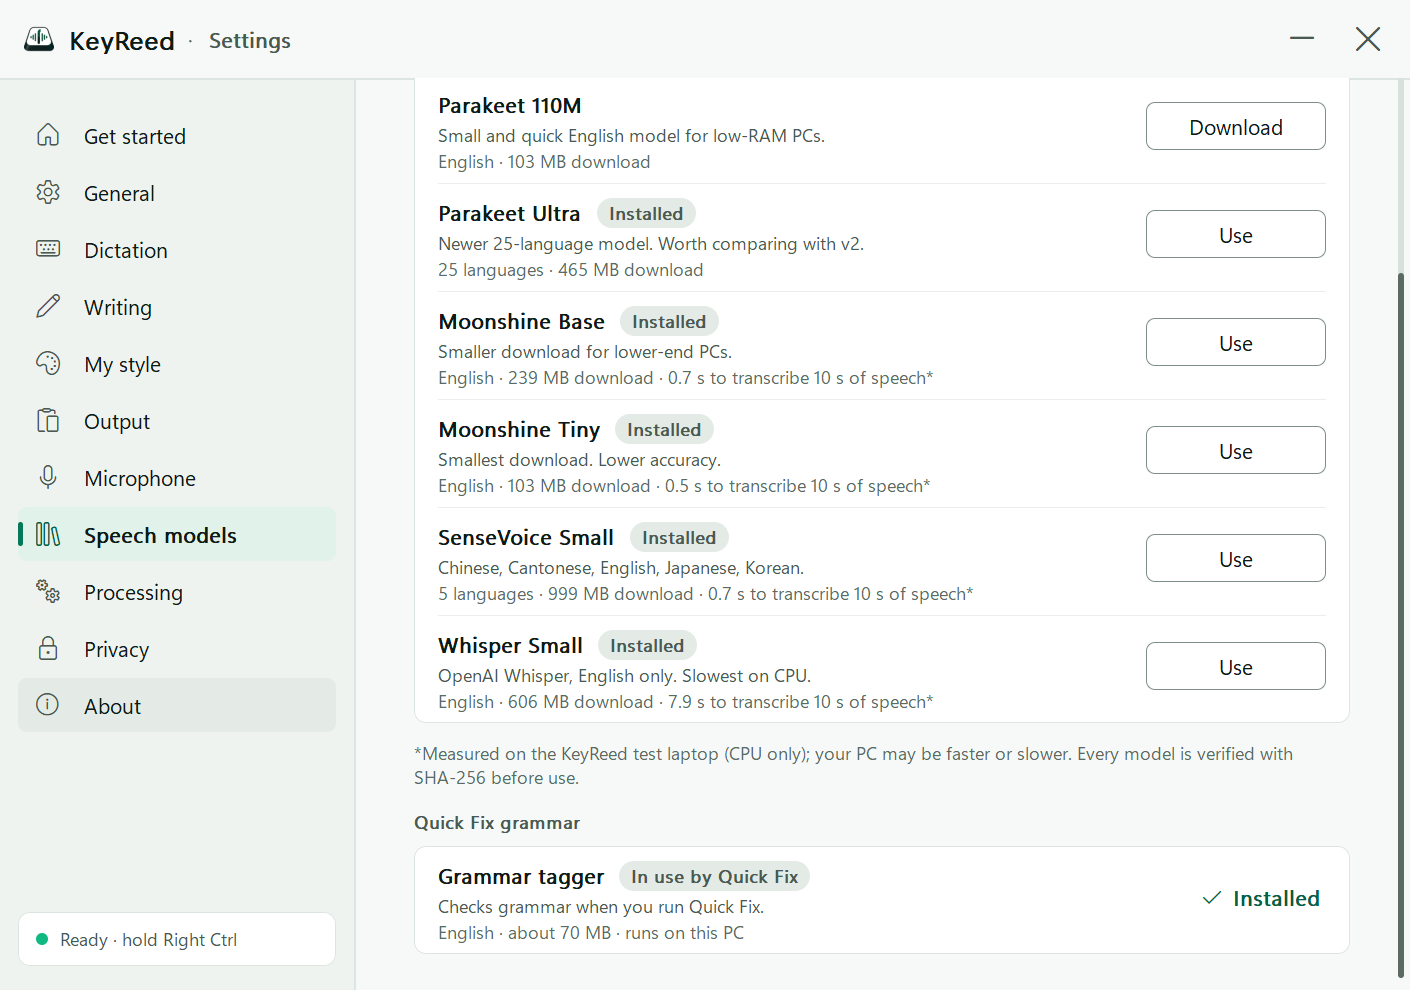 KeyReed · Settings
Get started
General
Dictation
Writing
My style
Output
Microphone
Speech models
Processing
Privacy
About
Ready · hold Right Ctrl
Parakeet 110M
Small and quick English model for low-RAM PCs.
English · 103 MB download
Download
Parakeet Ultra Installed
Newer 25-language model. Worth comparing with v2.
25 languages · 465 MB download
Use
Moonshine Base Installed
Smaller download for lower-end PCs.
English · 239 MB download · 0.7 s to transcribe 10 s of speech*
Use
Moonshine Tiny Installed
Smallest download. Lower accuracy.
English · 103 MB download · 0.5 s to transcribe 10 s of speech*
Use
SenseVoice Small Installed
Chinese, Cantonese, English, Japanese, Korean.
5 languages · 999 MB download · 0.7 s to transcribe 10 s of speech*
Use
Whisper Small Installed
OpenAI Whisper, English only. Slowest on CPU.
English · 606 MB download · 7.9 s to transcribe 10 s of speech*
Use
*Measured on the KeyReed test laptop (CPU only); your PC may be faster or slower. Every model is verified with
SHA-256 before use.
Quick Fix grammar
Grammar tagger In use by Quick Fix
Checks grammar when you run Quick Fix.
English · about 70 MB · runs on this PC
Installed